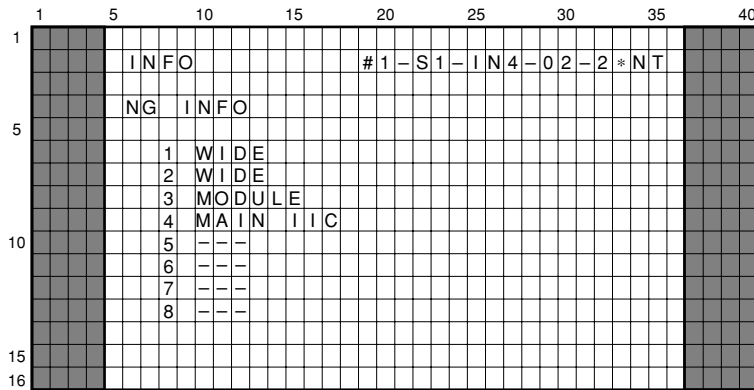 1 5 10 15 20 25 30 35 40
1
INFO #1–S1–IN4–02–2*NT
NG INFO
5
1 WIDE
2 WIDE
3 MODULE
4 MAIN IIC
10 5 –––
6 –––
7 –––
8 –––
15
16